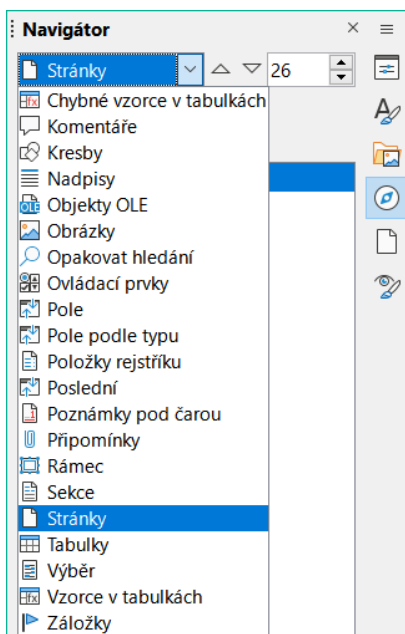 Navigátor
Stránky 26
Chybné vzorce v tabulkách
Komentáře
Kresby
Nadpisy
Objekty OLE
Obrázky
Opakovat hledání
Ovládací prvky
Pole
Pole podle typu
Položky rejstříku
Poslední
Poznámky pod čarou
Připomínky
Rámec
Sekce
Stránky
Tabulky
Výběr
Vzorce v tabulkách
Záložky